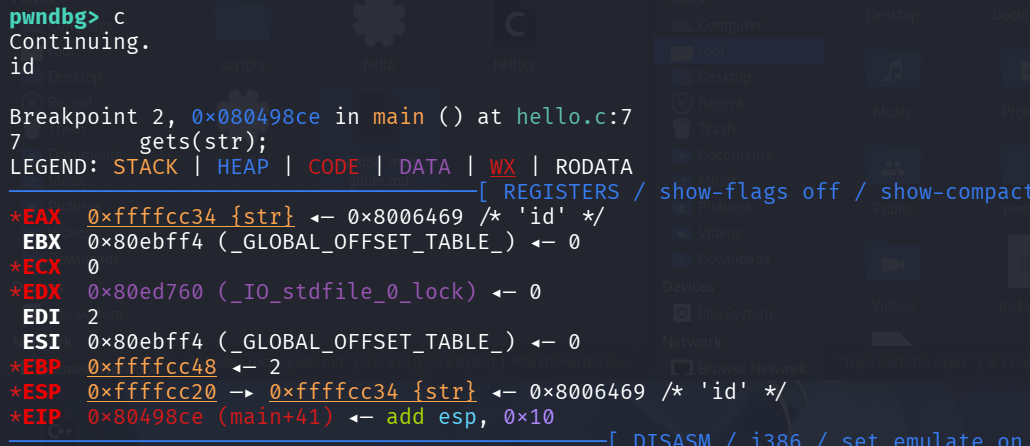 pwndbg> c
Continuing.
id
Breakpoint 2, 0x080498ce in main () at hello.c:7
7         gets(str);
LEGEND: STACK | HEAP | CODE | DATA | WX | RODATA
[ REGISTERS / show-flags off / show-compact
*EAX  0xffffcc34 {str} ◂— 0x8006469 /* 'id' */
 EBX  0x80ebff4 (_GLOBAL_OFFSET_TABLE_) ◂— 0
*ECX  0
*EDX  0x80ed760 (_IO_stdfile_0_lock) ◂— 0
 EDI  2
 ESI  0x80ebff4 (_GLOBAL_OFFSET_TABLE_) ◂— 0
*EBP  0xffffcc48 ◂— 2
*ESP  0xffffcc20 —▸ 0xffffcc34 {str} ◂— 0x8006469 /* 'id' */
*EIP  0x80498ce (main+41) ◂— add esp, 0x10
[ DISASM / i386 / set emulate on